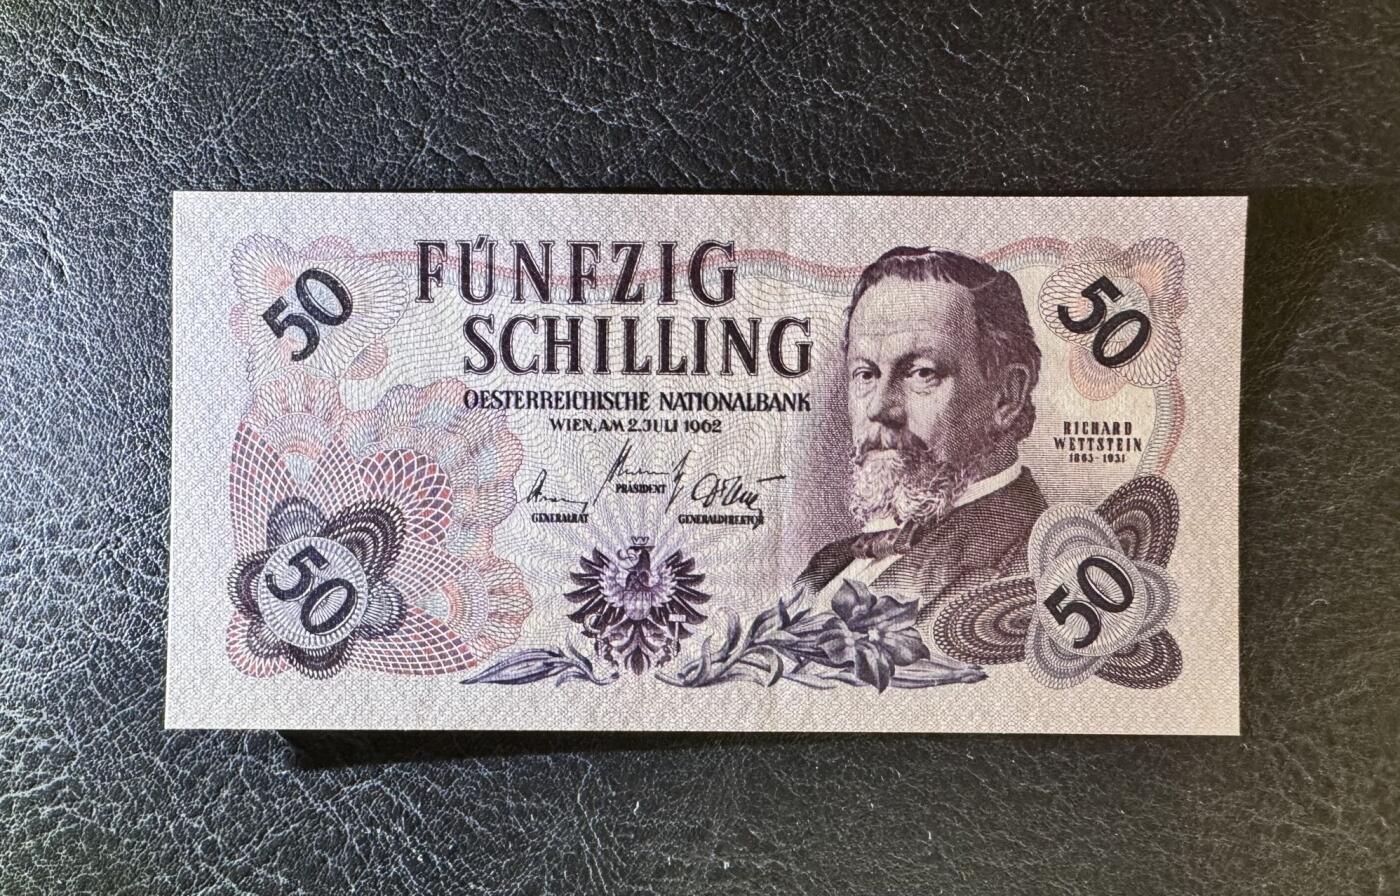 50
FÜNFZIG
SCHILLING
OESTERREICHISCHE NATIONALBANK
WIEN, AM 2. JULI 1962
50
RICHARD
WETTSTEIN
1863 - 1931
PRÄSIDENT
GENERALRAT
GENERALDIREKTOR
50
50